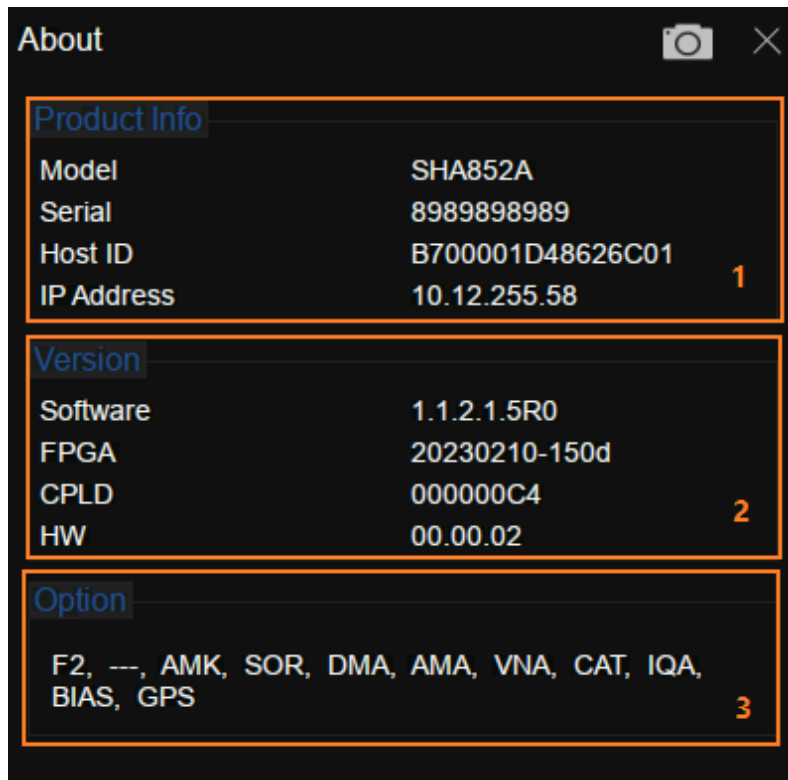 About
Product Info
Model SHA852A
Serial 8989898989
Host ID B700001D48626C01
IP Address 10.12.255.58
1
Version
Software 1.1.2.1.5R0
FPGA 20230210-150d
CPLD 000000C4
HW 00.00.02
2
Option
F2, ---, AMK, SOR, DMA, AMA, VNA, CAT, IQA,
BIAS, GPS
3